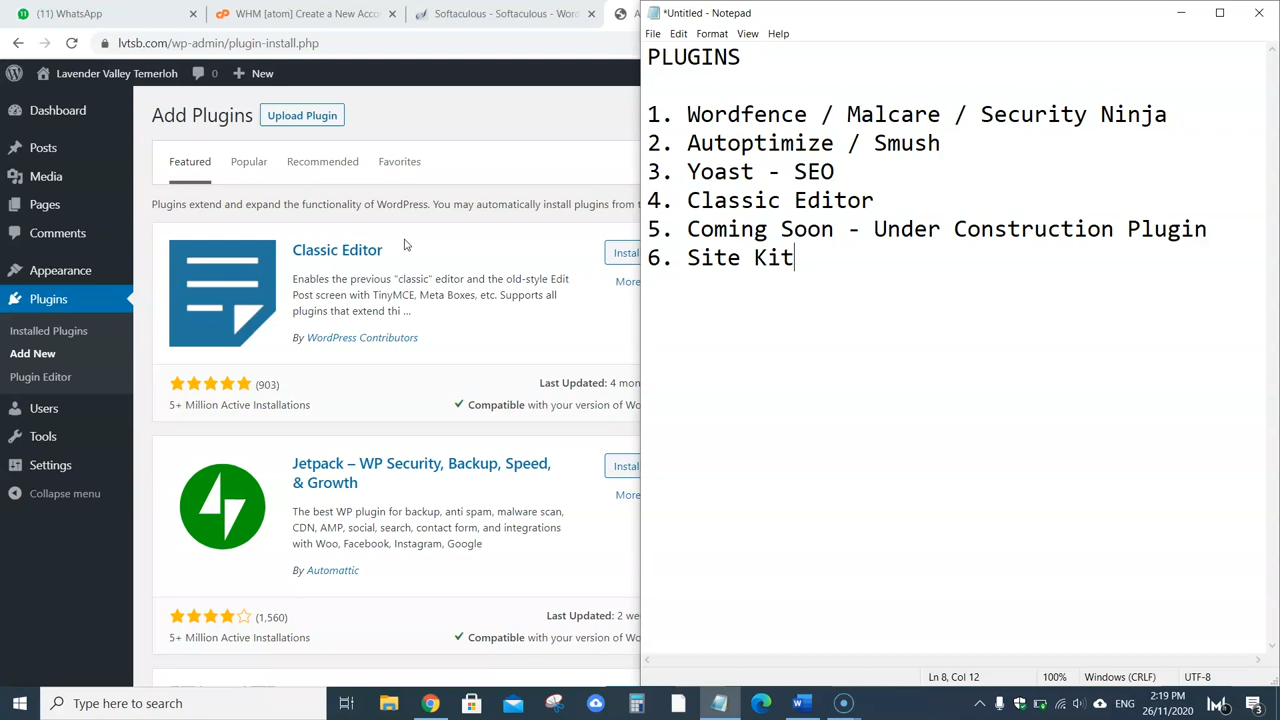 (11) WhatsApp
WHM [atom] Create a New Acco
Softaculous - Softaculous - Word
lvtsb.com/wp-admin/plugin-install.php
Lavender Valley Temerloh
0
New
Dashboard
Posts
Media
Pages
Comments
Appearance
Plugins
Installed Plugins
Add New
Plugin Editor
Users
Tools
Settings
Collapse menu
Add Plugins
Upload Plugin
Featured
Popular
Recommended
Favorites
Plugins extend and expand the functionality of WordPress. You may automatically install plugins from
Classic Editor
Enables the previous "classic" editor and the old-style Edit
Post screen with TinyMCE, Meta Boxes, etc. Supports all
plugins that extend thi ...
By WordPress Contributors
Instal
More
(903)
Last Updated: 4 mon
5+ Million Active Installations
Compatible with your version of Wo
Jetpack – WP Security, Backup, Speed,
& Growth
The best WP plugin for backup, anti spam, malware scan,
CDN, AMP, social, search, contact form, and integrations
with Woo, Facebook, Instagram, Google
By Automattic
Instal
More
(1,560)
Last Updated: 2 we
5+ Million Active Installations
Compatible with your version of Wo
*Untitled - Notepad
File Edit Format View Help
PLUGINS
1. Wordfence / Malcare / Security Ninja
2. Autoptimize / Smush
3. Yoast - SEO
4. Classic Editor
5. Coming Soon - Under Construction Plugin
6. Site Kit
Ln 8, Col 12
100%
Windows (CRLF)
UTF-8
Type here to search
ENG
2:19 PM
26/11/2020
3